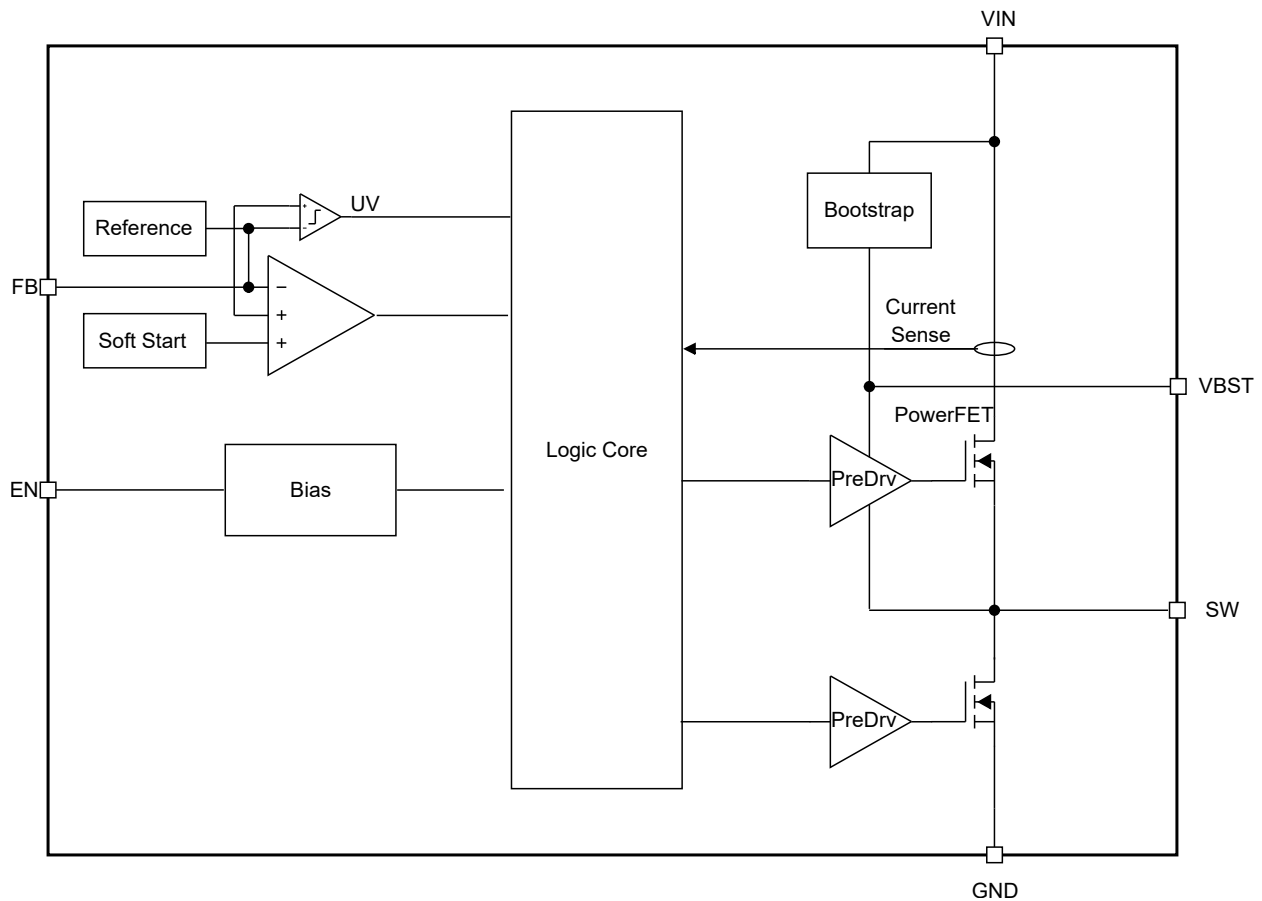 VIN
Bootstrap
UV
Reference
FB
−
+
+
-
+
Soft Start
Current
Sense
VBST
PowerFET
Logic Core
PreDrv
EN
Bias
SW
PreDrv
GND